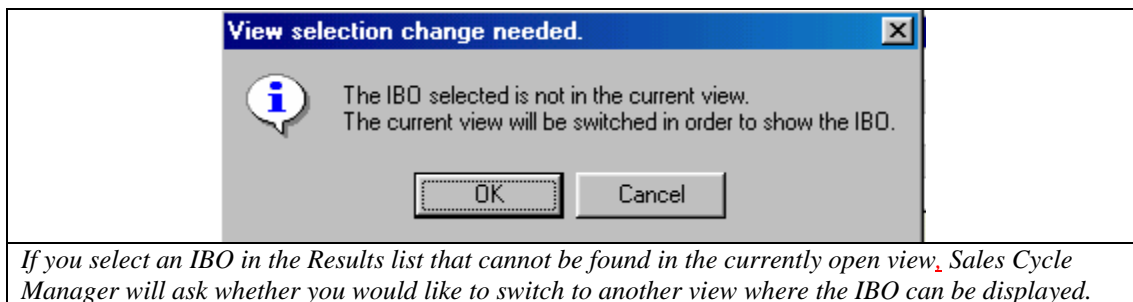 View selection change needed.
The IBO selected is not in the current view.
The current view will be switched in order to show the IBO.
OK Cancel
If you select an IBO in the Results list that cannot be found in the currently open view, Sales Cycle
Manager will ask whether you would like to switch to another view where the IBO can be displayed.